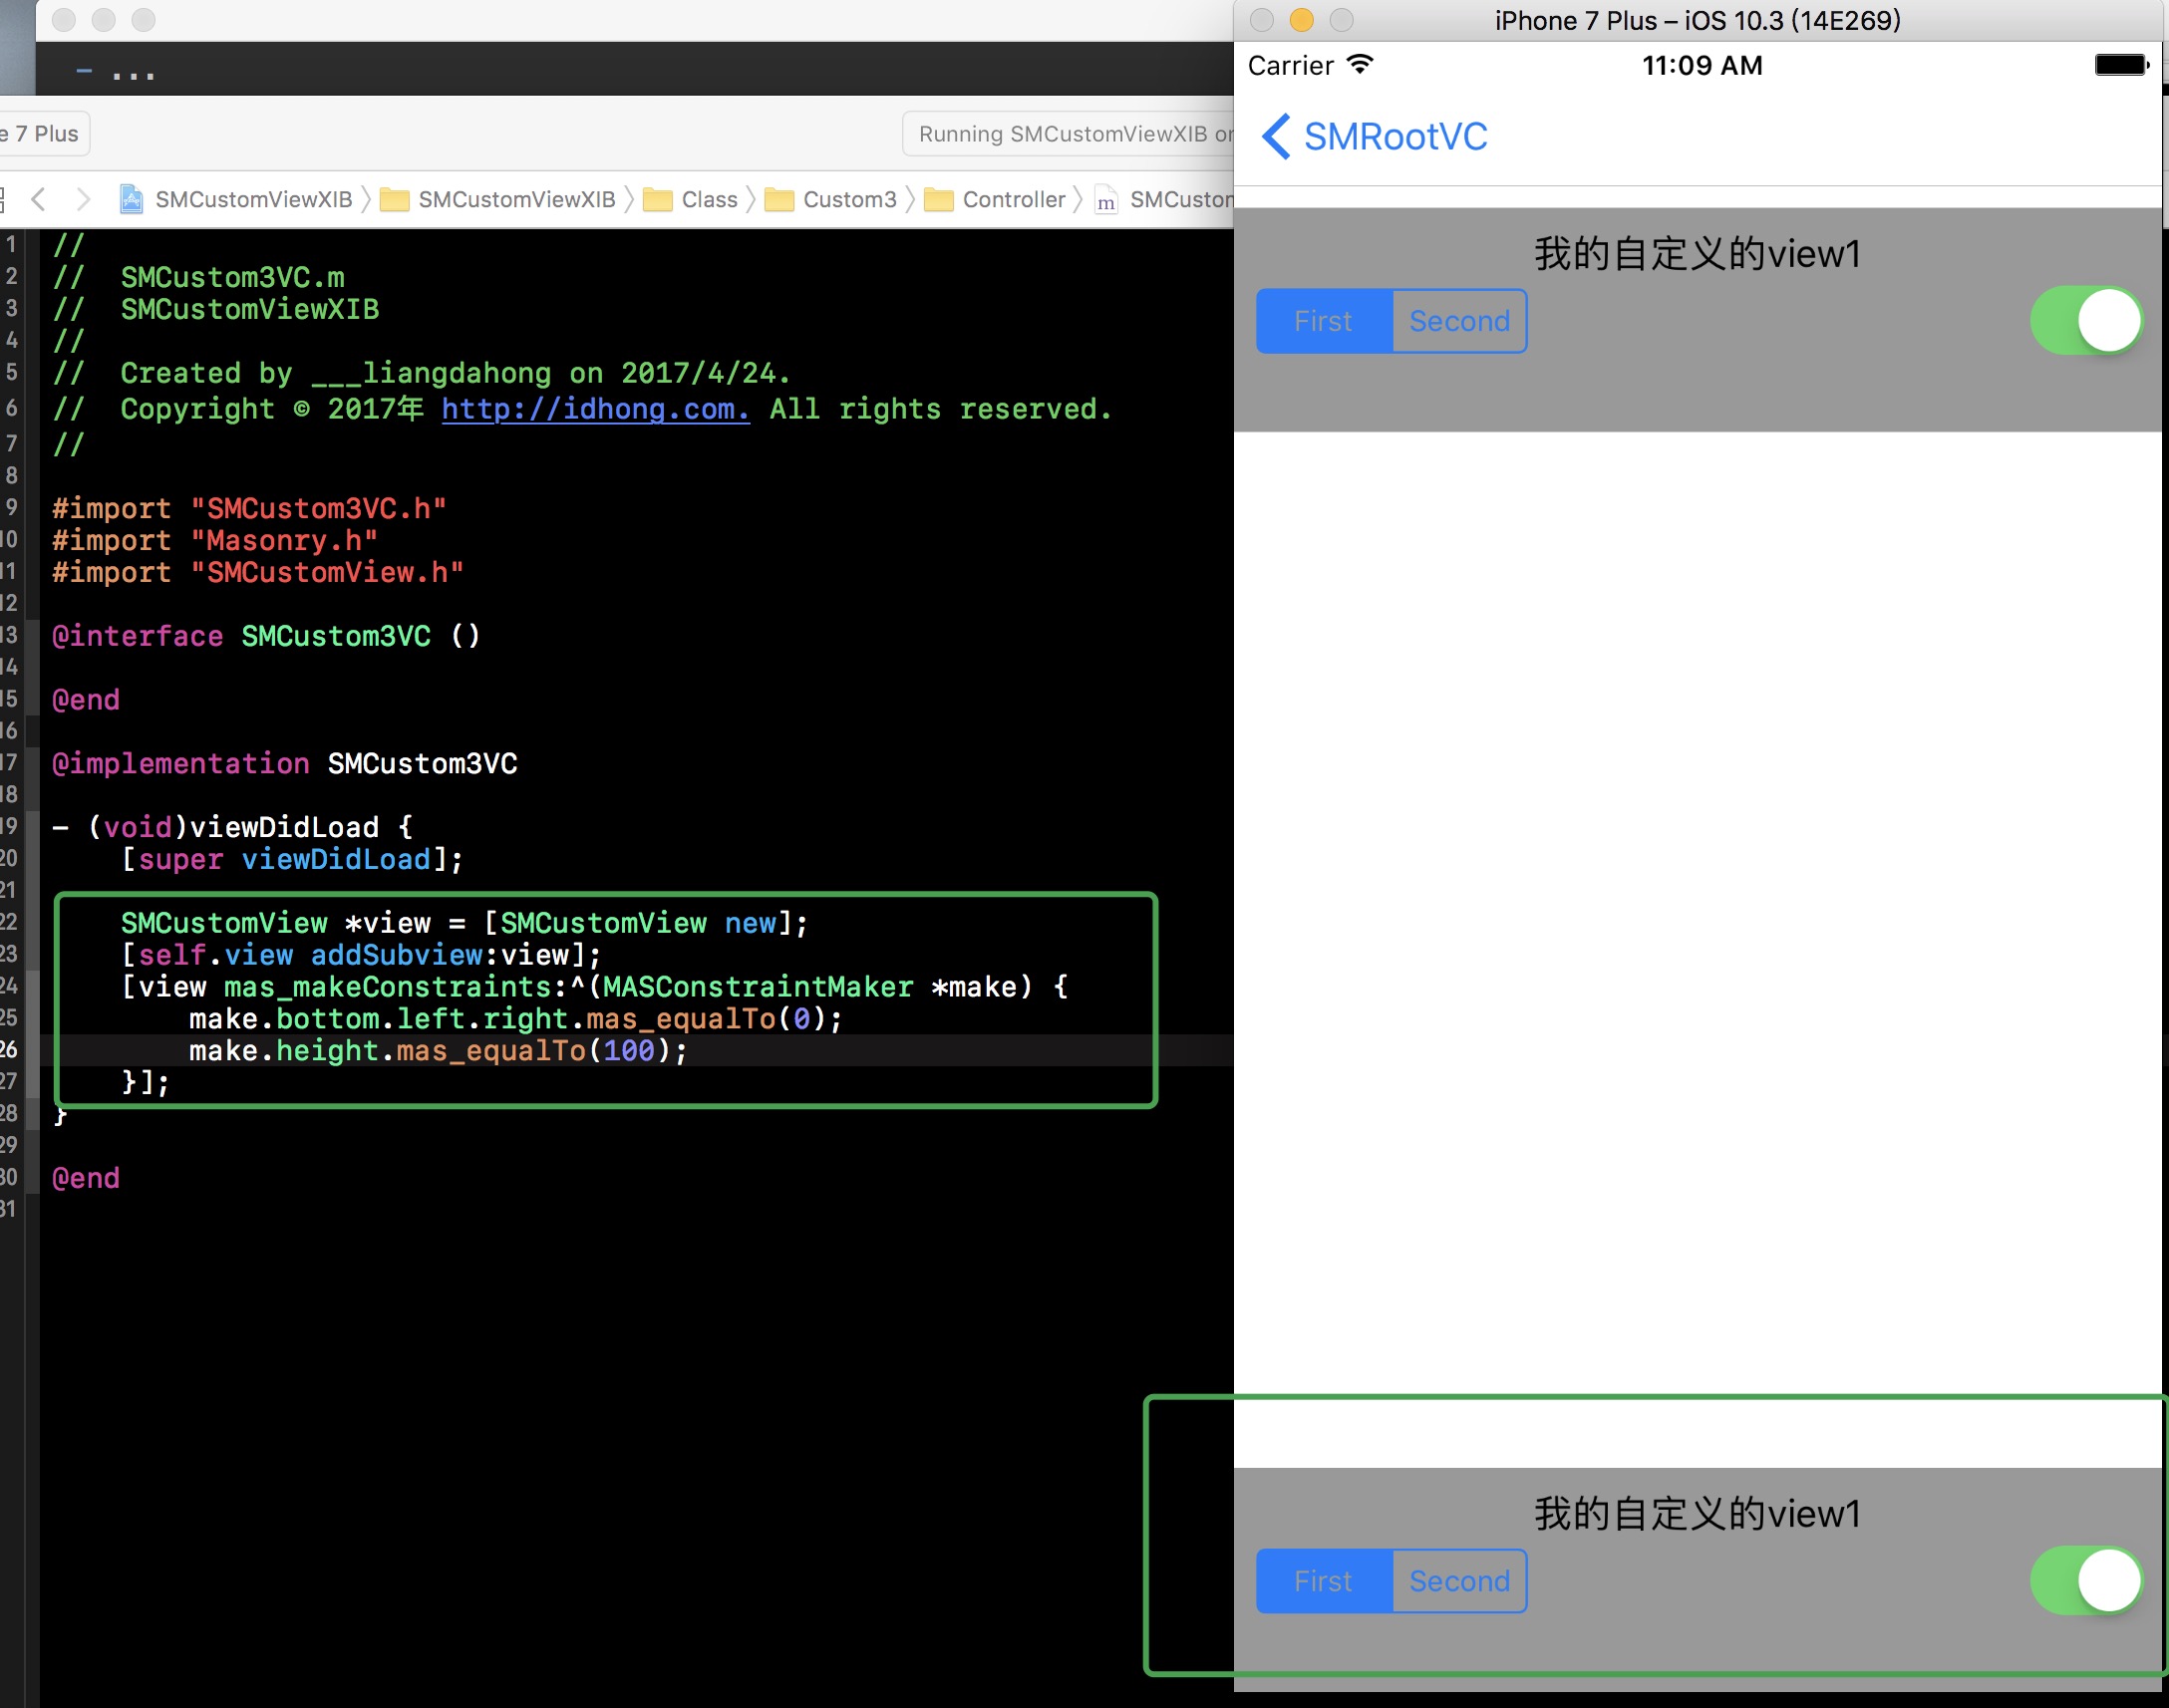 iPhone 7 Plus – iOS 10.3 (14E269)
– ...
e 7 Plus
Running SMCustomViewXIB or
SMCustomViewXIB
SMCustomViewXIB
Class
Custom3
Controller
m
SMCustom
1 //
2 //  SMCustom3VC.m
3 //  SMCustomViewXIB
4 //
5 //  Created by ___liangdahong on 2017/4/24.
6 //  Copyright © 2017年 http://idhong.com. All rights reserved.
7 //
8
9 #import "SMCustom3VC.h"
10 #import "Masonry.h"
11 #import "SMCustomView.h"
12
13 @interface SMCustom3VC ()
14
15 @end
16
17 @implementation SMCustom3VC
18
19 - (void)viewDidLoad {
20     [super viewDidLoad];
21
22     SMCustomView *view = [SMCustomView new];
23     [self.view addSubview:view];
24     [view mas_makeConstraints:^(MASConstraintMaker *make) {
25         make.bottom.left.right.mas_equalTo(0);
26         make.height.mas_equalTo(100);
27     }];
28 }
29
30 @end
31
Carrier
11:09 AM
SMRootVC
我的自定义的view1
First
Second
我的自定义的view1
First
Second